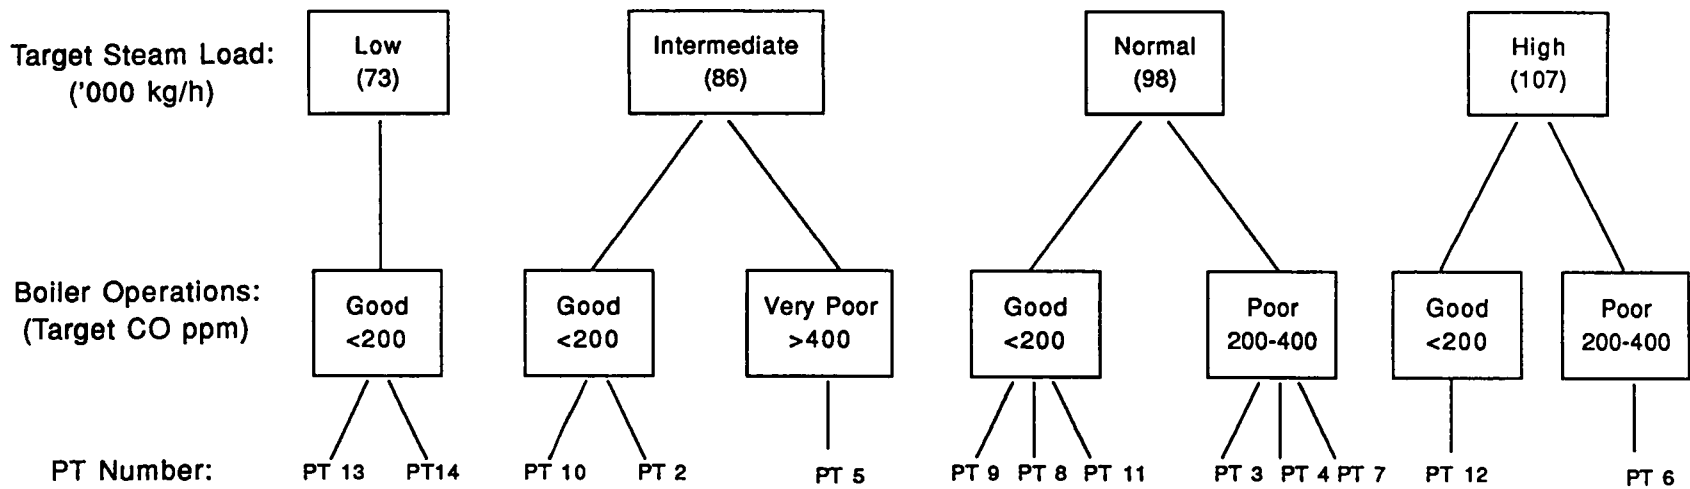 Target Steam Load:
('000 kg/h)
Low
(73)
Intermediate
(86)
Normal
(98)
High
(107)
Boiler Operations:
(Target CO ppm)
Good
<200
Good
<200
Very Poor
>400
Good
<200
Poor
200-400
Good
<200
Poor
200-400
PT Number:
PT 13
PT14
PT 10
PT 2
PT 5
PT 9
PT 8
PT 11
PT 3
PT 4
PT 7
PT 12
PT 6